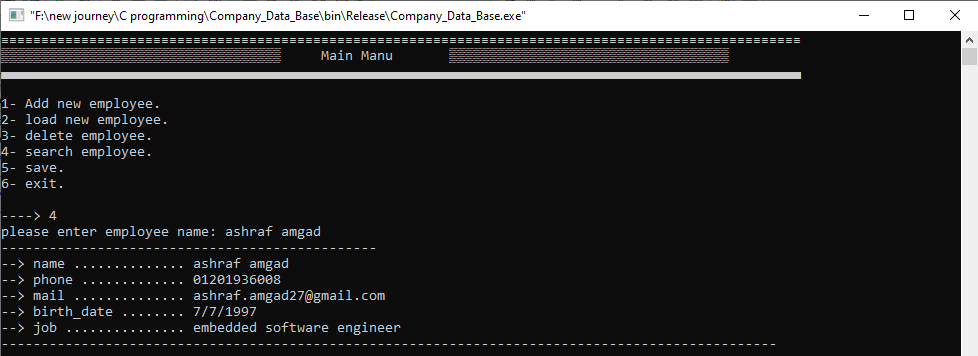 "F:\new journey\C programming\Company_Data_Base\bin\Release\Company_Data_Base.exe"
Main Manu
1- Add new employee.
2- load new employee.
3- delete employee.
4- search employee.
5- save.
6- exit.
----> 4
please enter employee name: ashraf amgad
-----------------------------------------------
--> name .............. ashraf amgad
--> phone ............. 01201936008
--> mail .............. ashraf.amgad27@gmail.com
--> birth_date ........ 7/7/1997
--> job ............... embedded software engineer
-------------------------------------------------------------------------------------------------